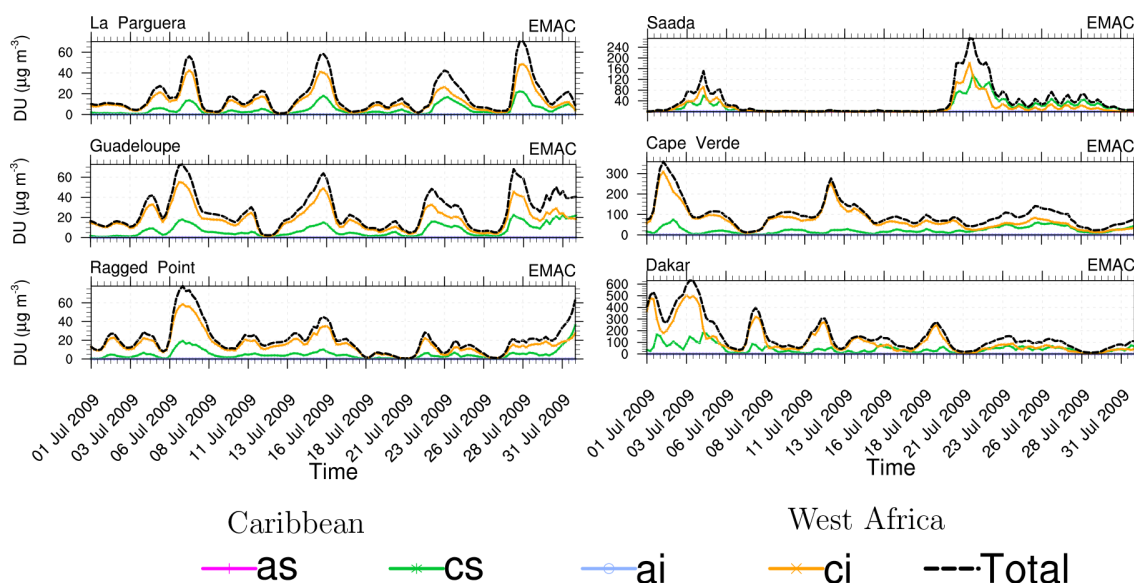 La Parguera EMAC
DU (µg m⁻³)
60
40
20
0
Guadeloupe EMAC
DU (µg m⁻³)
60
40
20
0
Ragged Point EMAC
DU (µg m⁻³)
60
40
20
0
01 Jul 2009
03 Jul 2009
06 Jul 2009
08 Jul 2009
11 Jul 2009
13 Jul 2009
16 Jul 2009
18 Jul 2009
21 Jul 2009
23 Jul 2009
26 Jul 2009
28 Jul 2009
31 Jul 2009
Time
Caribbean
Saada EMAC
240
200
160
120
80
40
Cape Verde EMAC
300
200
100
0
Dakar EMAC
600
500
400
300
200
100
0
01 Jul 2009
03 Jul 2009
06 Jul 2009
08 Jul 2009
11 Jul 2009
13 Jul 2009
16 Jul 2009
18 Jul 2009
21 Jul 2009
23 Jul 2009
26 Jul 2009
28 Jul 2009
31 Jul 2009
Time
West Africa
as cs ai ci Total